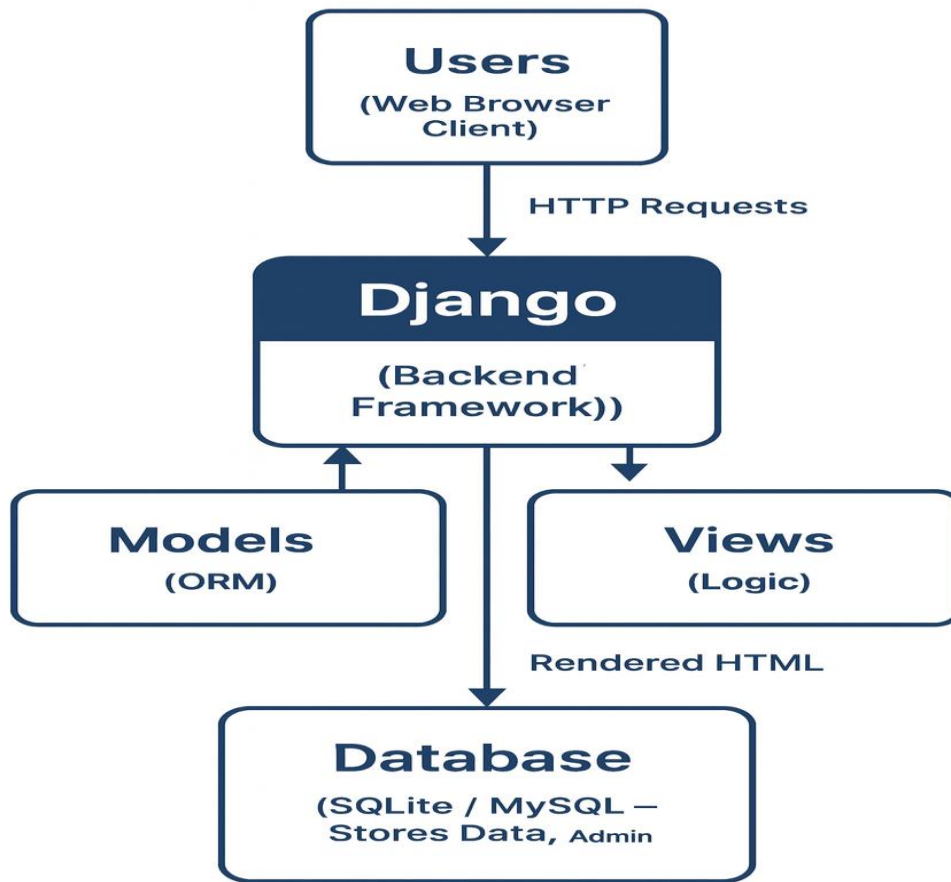 Users
(Web Browser
Client)
HTTP Requests
Django
(Backend
Framework))
Models
(ORM)
Views
(Logic)
Rendered HTML
Database
(SQLite / MySQL –
Stores Data, Admin